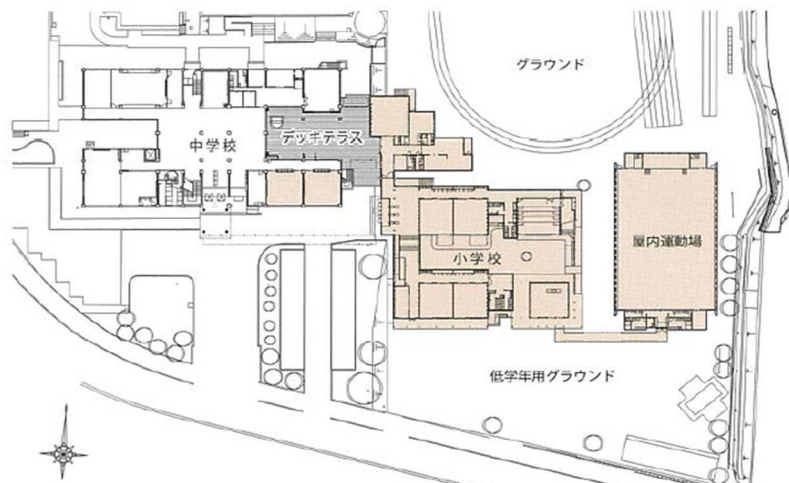 グラウンド
中学校
デッキテラス
小学校
屋内運動場
低学年用グラウンド